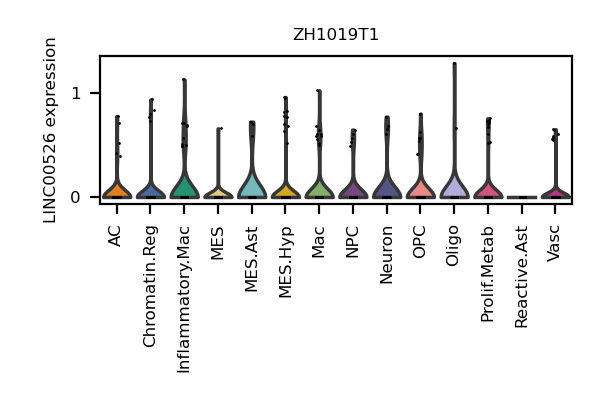 ZH1019T1
LINC00526 expression
1
0
AC
Chromatin.Reg
Inflammatory.Mac
MES
MES.Ast
MES.Hyp
Mac
NPC
Neuron
OPC
Oligo
Prolif.Metab
Reactive.Ast
Vasc